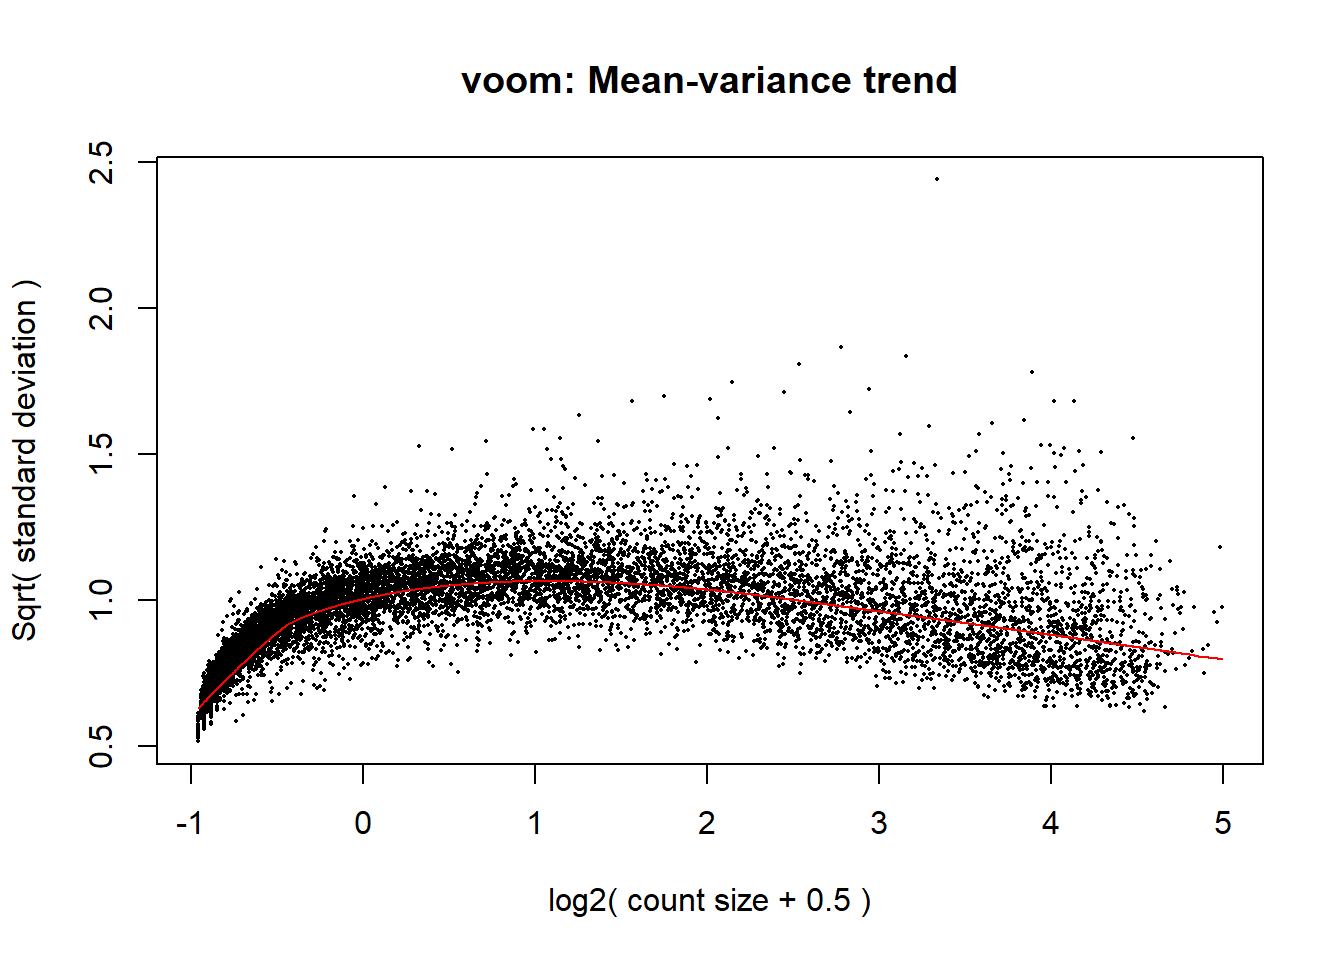 voom: Mean-variance trend
Sqrt( standard deviation )
2.5
2.0
1.5
1.0
0.5
-1 0 1 2 3 4 5
log2( count size + 0.5 )